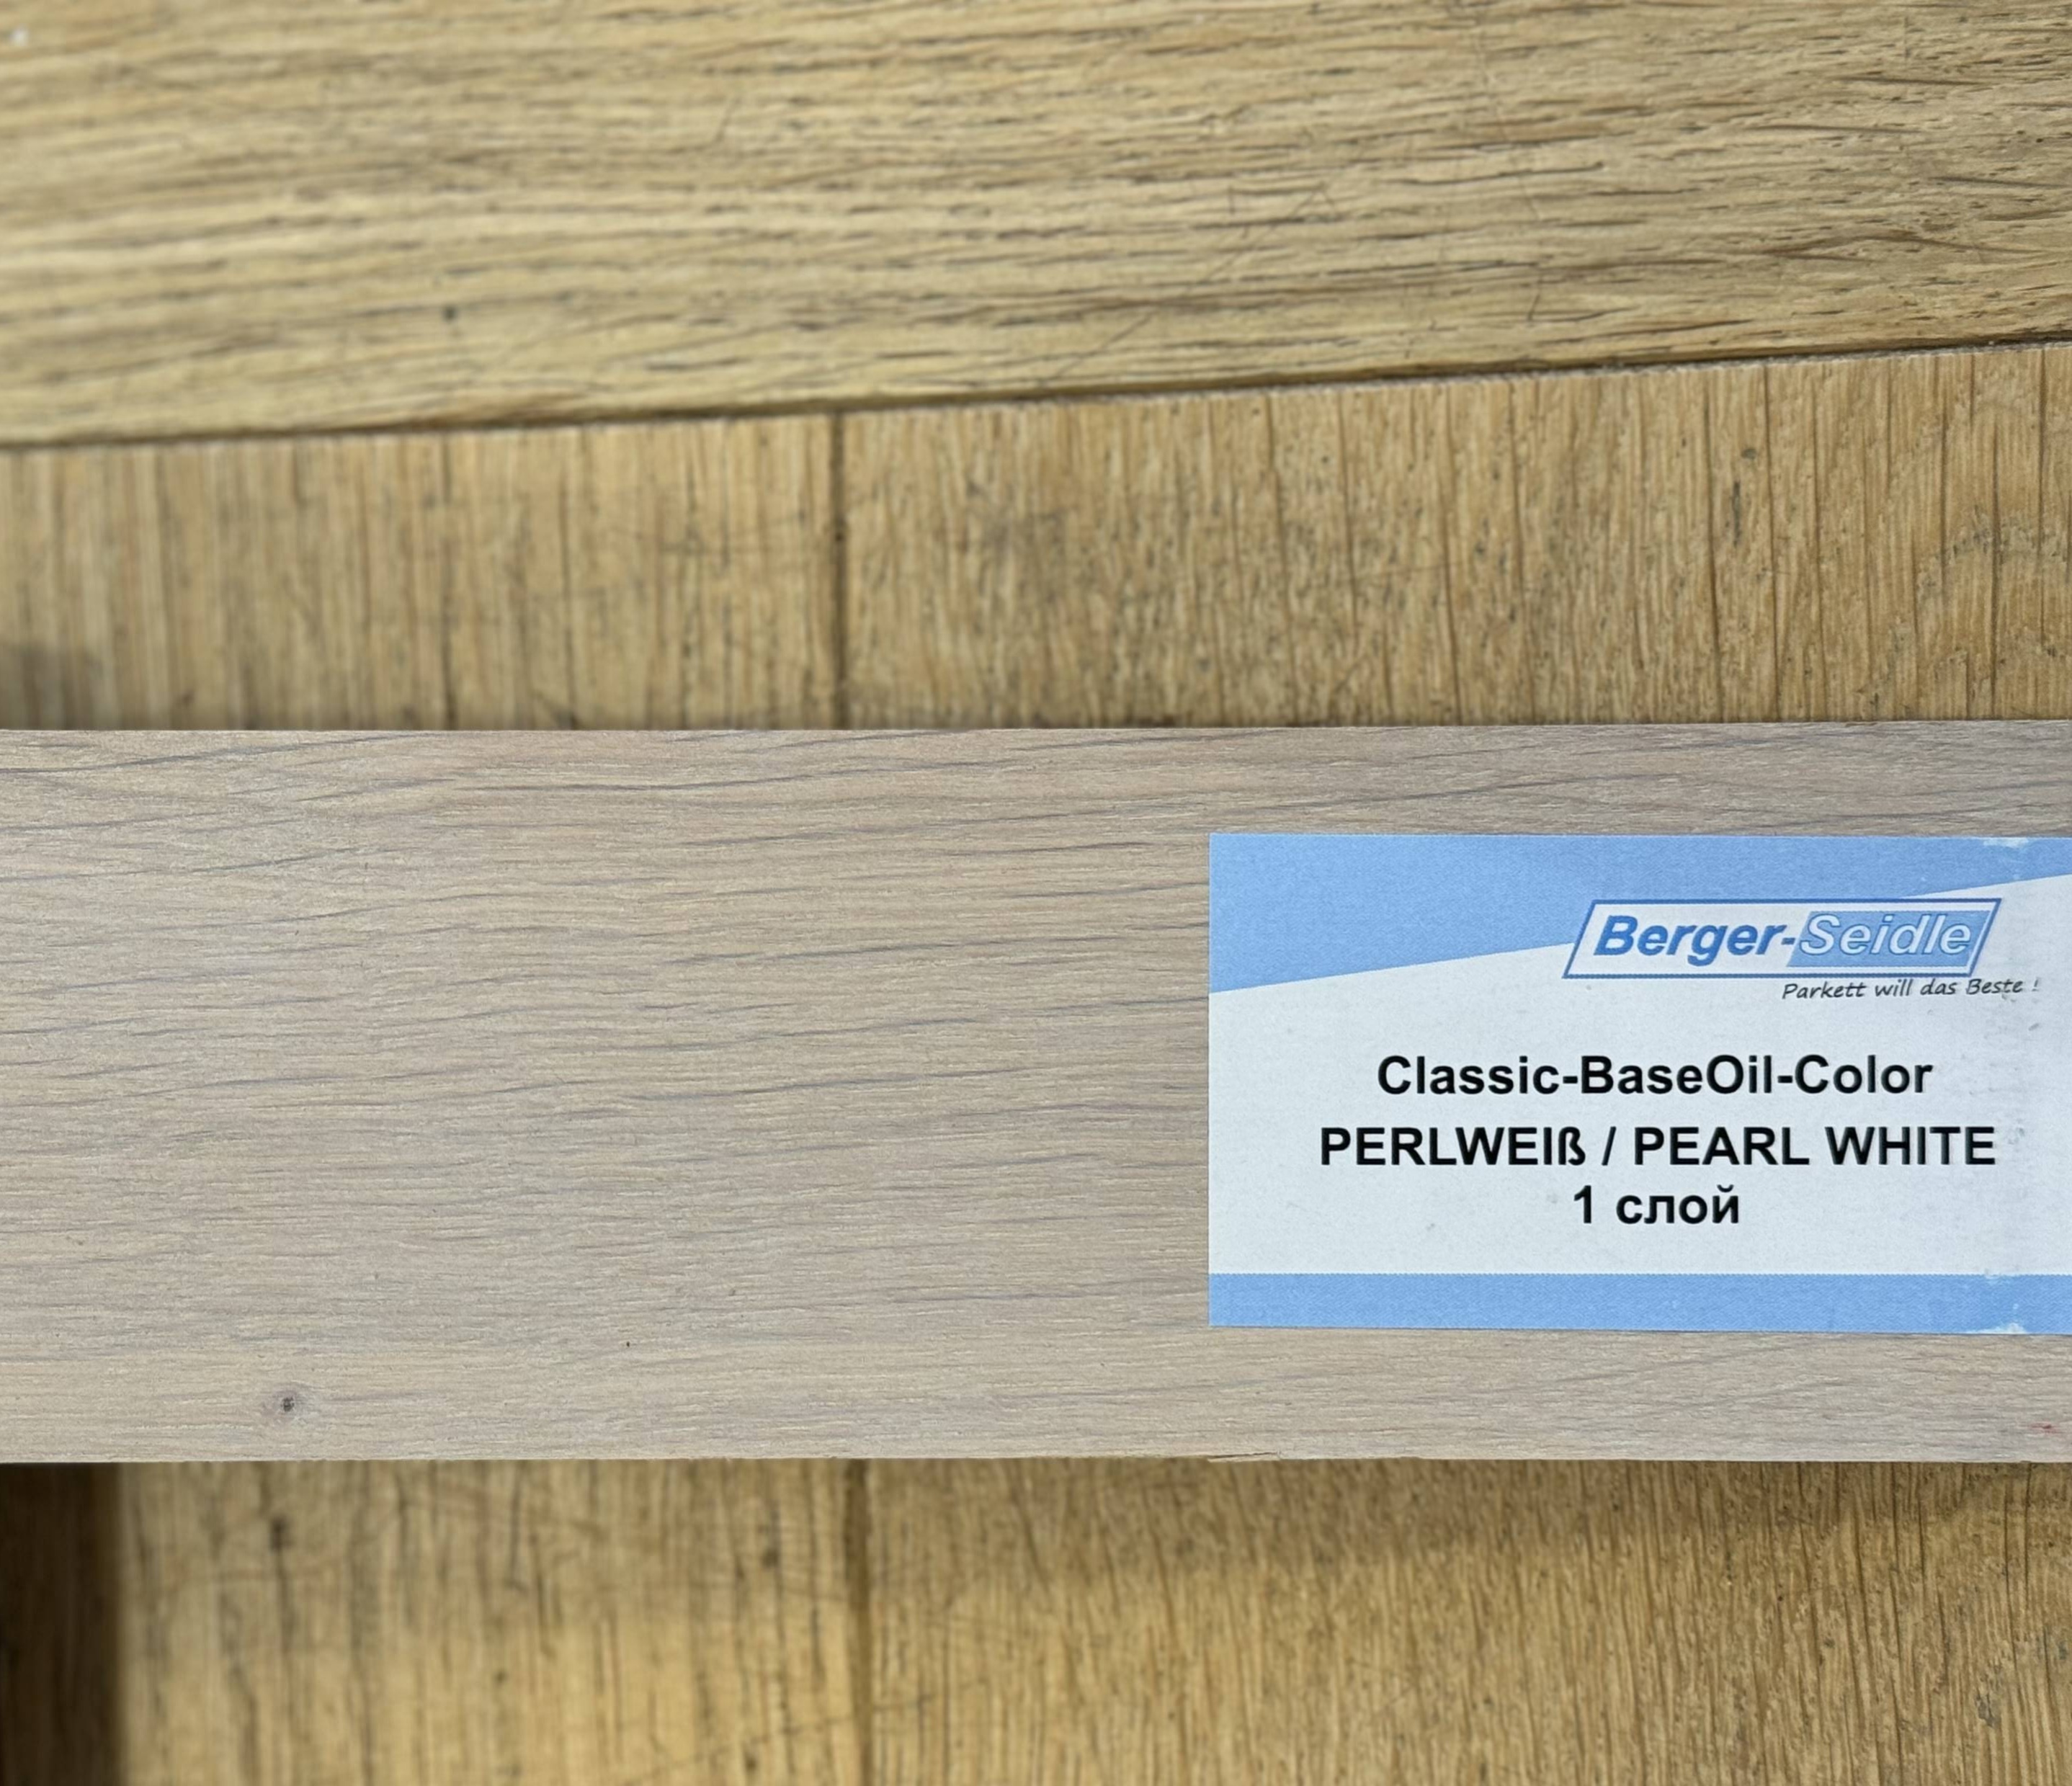 Berger-Seidle
Parkett will das Beste !
Classic-BaseOil-Color
PERLWEIß / PEARL WHITE
1 слой